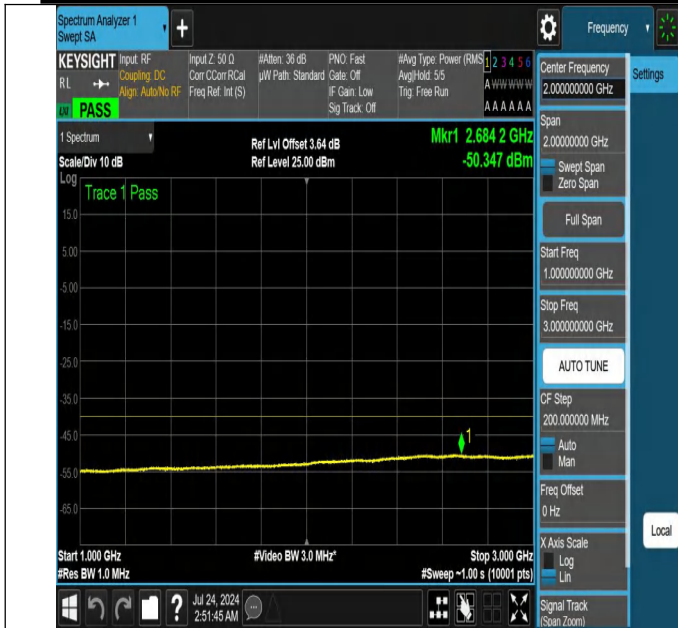 Spectrum Analyzer 1
Swept SA
+
Frequency
KEYSIGHT
RL
LXI
PASS
Input: RF
Coupling: DC
Align: Auto/No RF
Input Z: 50 Ω
Corr CCorr RCal
Freq Ref: Int (S)
#Atten: 36 dB
µW Path: Standard
PNO: Fast
Gate: Off
IF Gain: Low
Sig Track: Off
#Avg Type: Power (RMS
Avg|Hold: 5/5
Trig: Free Run
1 2 3 4 5 6
A W W W W W
A A A A A A
Settings
Center Frequency
2.00000000 GHz
Span
2.00000000 GHz
Swept Span
Zero Span
Full Span
Start Freq
1.000000000 GHz
Stop Freq
3.000000000 GHz
AUTO TUNE
CF Step
200.000000 MHz
Auto
Man
Freq Offset
0 Hz
X Axis Scale
Log
Lin
Signal Track
(Span Zoom)
Local
1 Spectrum
Scale/Div 10 dB
Ref Lvl Offset 3.64 dB
Ref Level 25.00 dBm
Mkr1 2.684 2 GHz
-50.347 dBm
Log
Trace 1 Pass
15.0
5.00
-5.00
-15.0
-25.0
-35.0
-45.0
-55.0
-65.0
1
Start 1.000 GHz
#Res BW 1.0 MHz
#Video BW 3.0 MHz*
Stop 3.000 GHz
#Sweep ~1.00 s (10001 pts)
?
Jul 24, 2024
2:51:45 AM